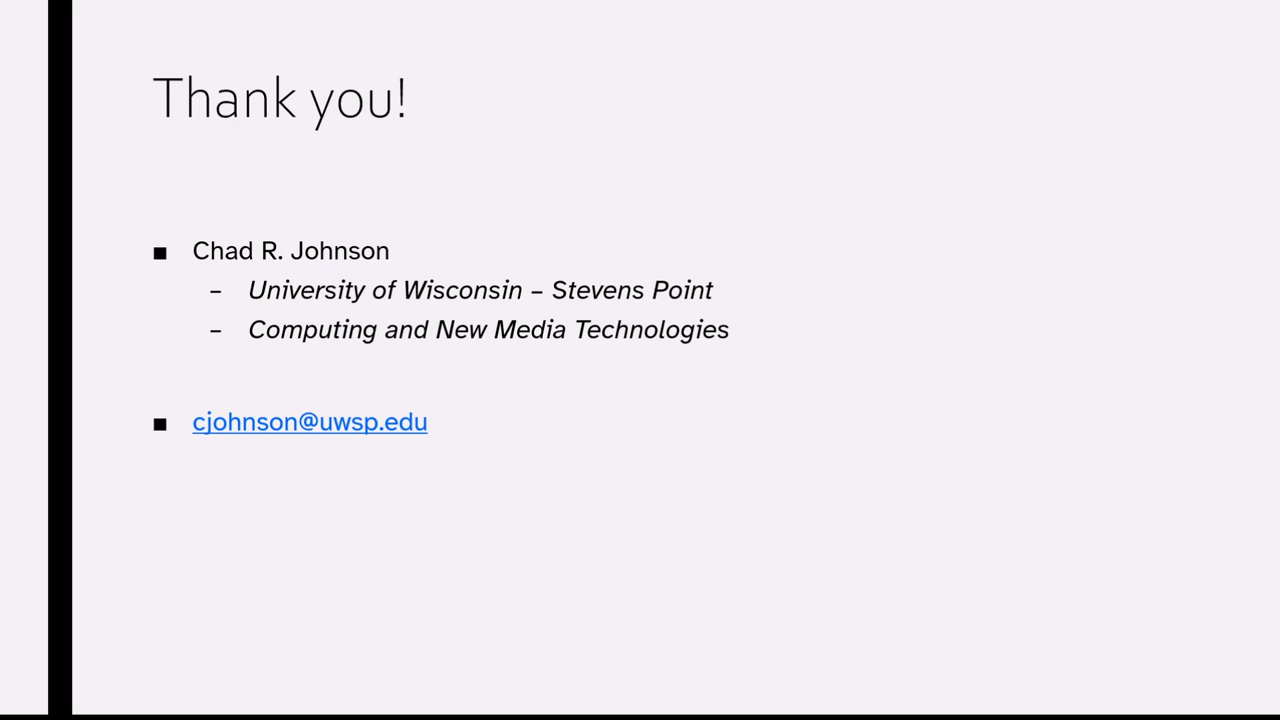 Thank you!
■ Chad R. Johnson
– University of Wisconsin – Stevens Point
– Computing and New Media Technologies
■ cjohnson@uwsp.edu